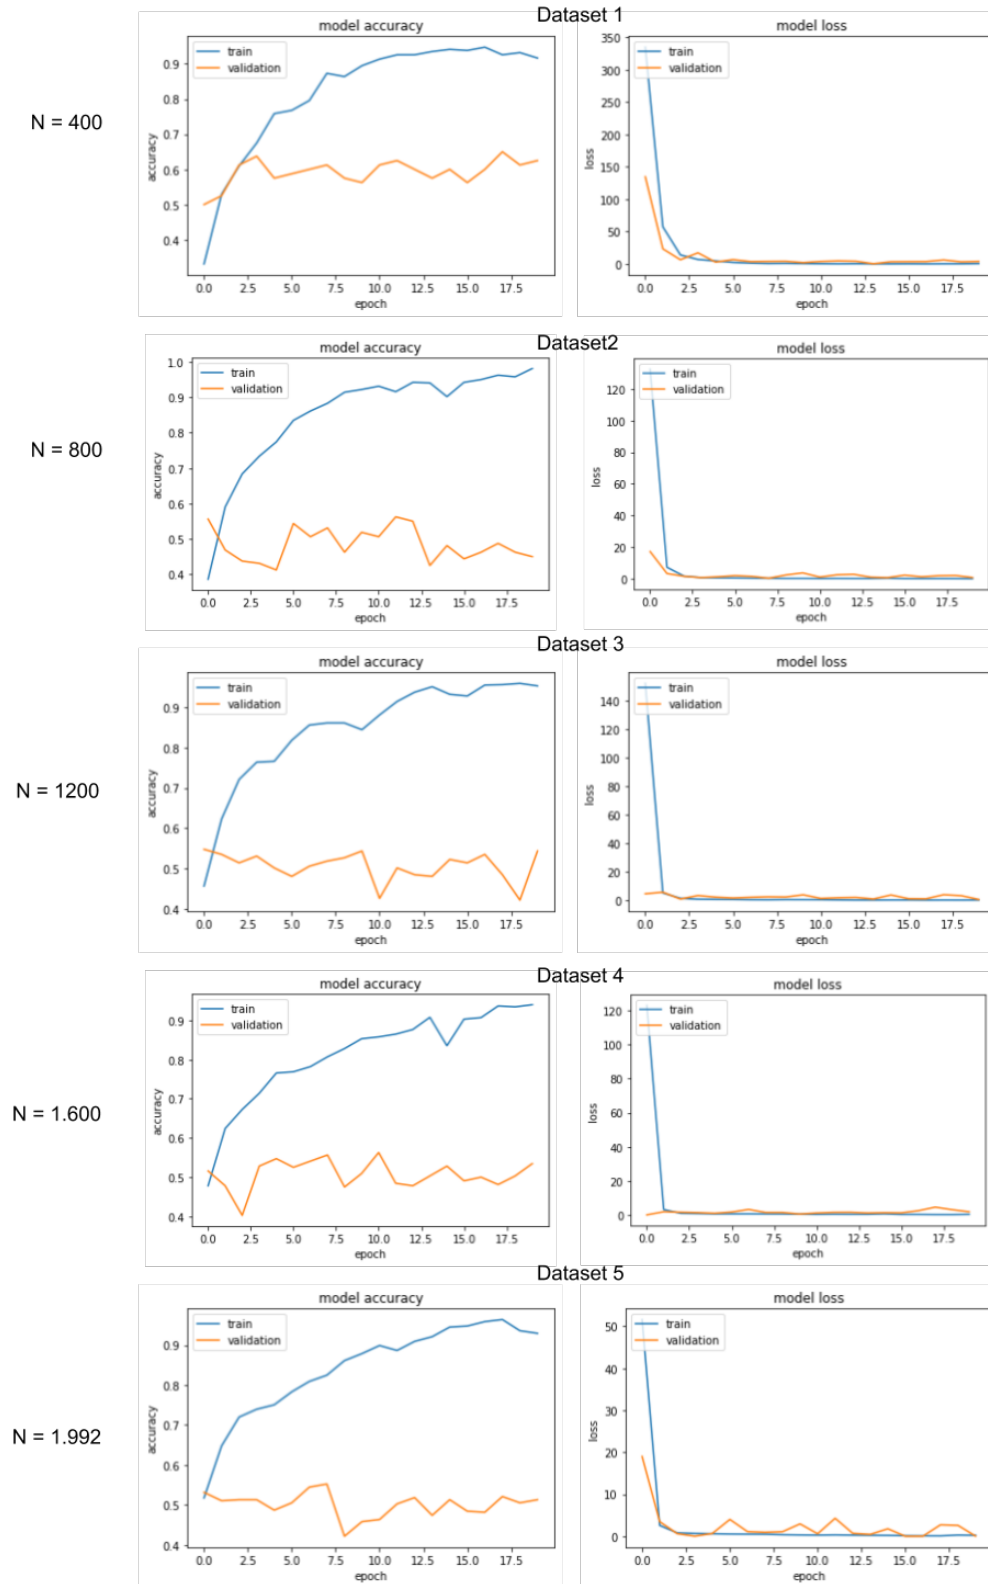 Dataset 1
model accuracy
model loss
N = 400
train
validation
0.9
0.8
0.7
0.6
0.5
0.4
accuracy
0.0 2.5 5.0 7.5 10.0 12.5 15.0 17.5
epoch
train
validation
350
300
250
200
150
100
50
0
loss
0.0 2.5 5.0 7.5 10.0 12.5 15.0 17.5
epoch
Dataset2
model accuracy
model loss
N = 800
train
validation
1.0
0.9
0.8
0.7
0.6
0.5
0.4
accuracy
0.0 2.5 5.0 7.5 10.0 12.5 15.0 17.5
epoch
train
validation
120
100
80
60
40
20
0
loss
0.0 2.5 5.0 7.5 10.0 12.5 15.0 17.5
epoch
Dataset 3
model accuracy
model loss
N = 1200
train
validation
0.9
0.8
0.7
0.6
0.5
0.4
accuracy
0.0 2.5 5.0 7.5 10.0 12.5 15.0 17.5
epoch
train
validation
140
120
100
80
60
40
20
0
loss
0.0 2.5 5.0 7.5 10.0 12.5 15.0 17.5
epoch
Dataset 4
model accuracy
model loss
N = 1.600
train
validation
0.9
0.8
0.7
0.6
0.5
0.4
accuracy
0.0 2.5 5.0 7.5 10.0 12.5 15.0 17.5
epoch
train
validation
120
100
80
60
40
20
0
loss
0.0 2.5 5.0 7.5 10.0 12.5 15.0 17.5
epoch
Dataset 5
model accuracy
model loss
N = 1.992
train
validation
0.9
0.8
0.7
0.6
0.5
0.4
accuracy
0.0 2.5 5.0 7.5 10.0 12.5 15.0 17.5
epoch
train
validation
50
40
30
20
10
0
loss
0.0 2.5 5.0 7.5 10.0 12.5 15.0 17.5
epoch